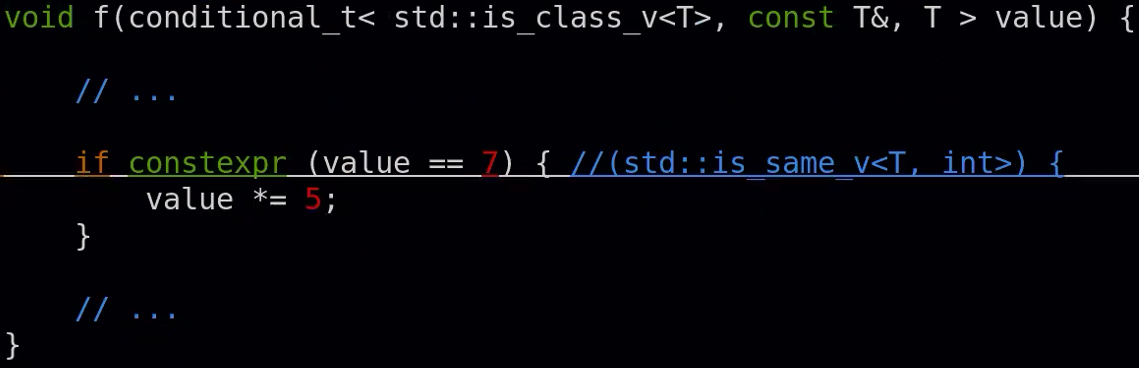 void f(conditional_t< std::is_class_v<T>, const T&, T > value) {
// ...
if constexpr (value == 7) { //(std::is_same_v<T, int>) {
value *= 5;
}
// ...
}